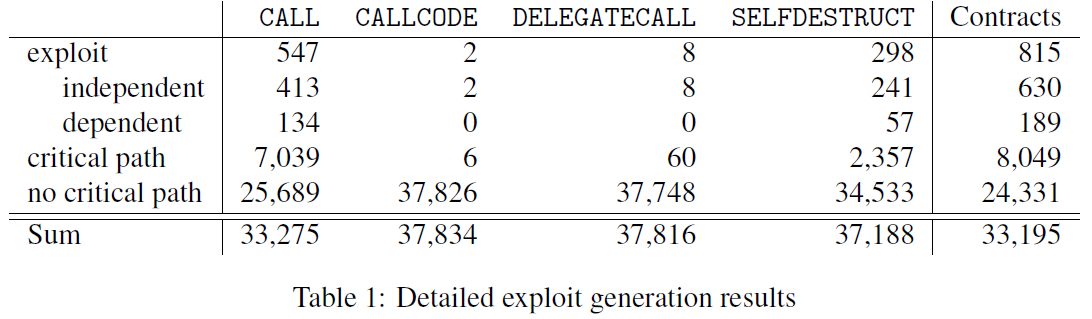 CALL CALLCODE DELEGATECALL SELFDESTRUCT Contracts
exploit 547 2 8 298 815
independent 413 2 8 241 630
dependent 134 0 0 57 189
critical path 7,039 6 60 2,357 8,049
no critical path 25,689 37,826 37,748 34,533 24,331
Sum 33,275 37,834 37,816 37,188 33,195
Table 1: Detailed exploit generation results